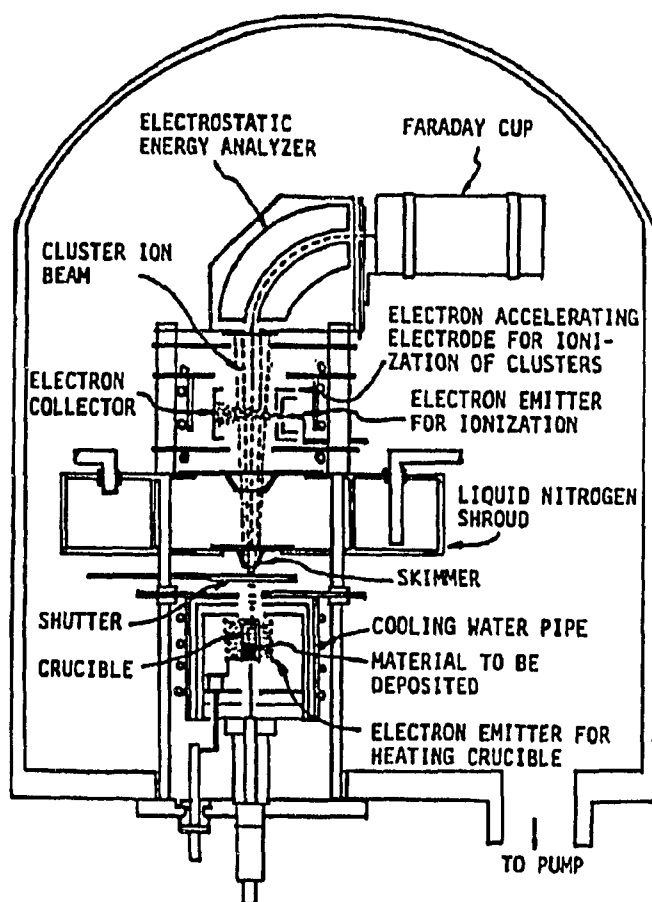 ELECTROSTATIC
ENERGY ANALYZER
FARADAY CUP
CLUSTER ION
BEAM
ELECTRON ACCELERATING
ELECTRODE FOR IONI-
ZATION OF CLUSTERS
ELECTRON
COLLECTOR
ELECTRON EMITTER
FOR IONIZATION
LIQUID NITROGEN
SHROUD
SKIMMER
SHUTTER
COOLING WATER PIPE
CRUCIBLE
MATERIAL TO BE
DEPOSITED
ELECTRON EMITTER FOR
HEATING CRUCIBLE
TO PUMP